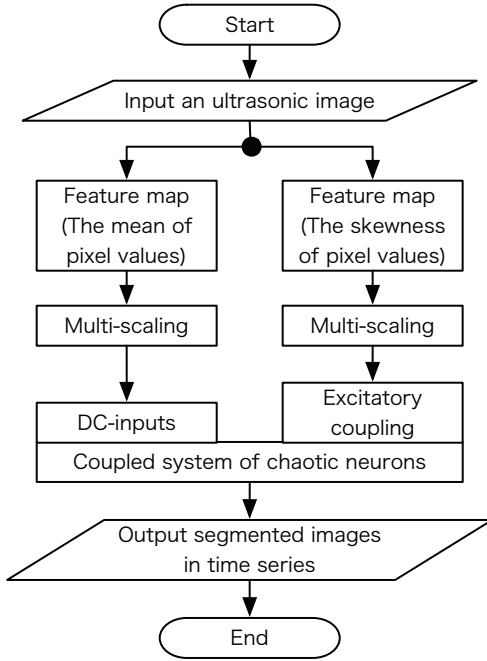 Start
Input an ultrasonic image
Feature map
(The mean of
pixel values)
Feature map
(The skewness
of pixel values)
Multi-scaling
Multi-scaling
DC-inputs
Excitatory
coupling
Coupled system of chaotic neurons
Output segmented images
in time series
End